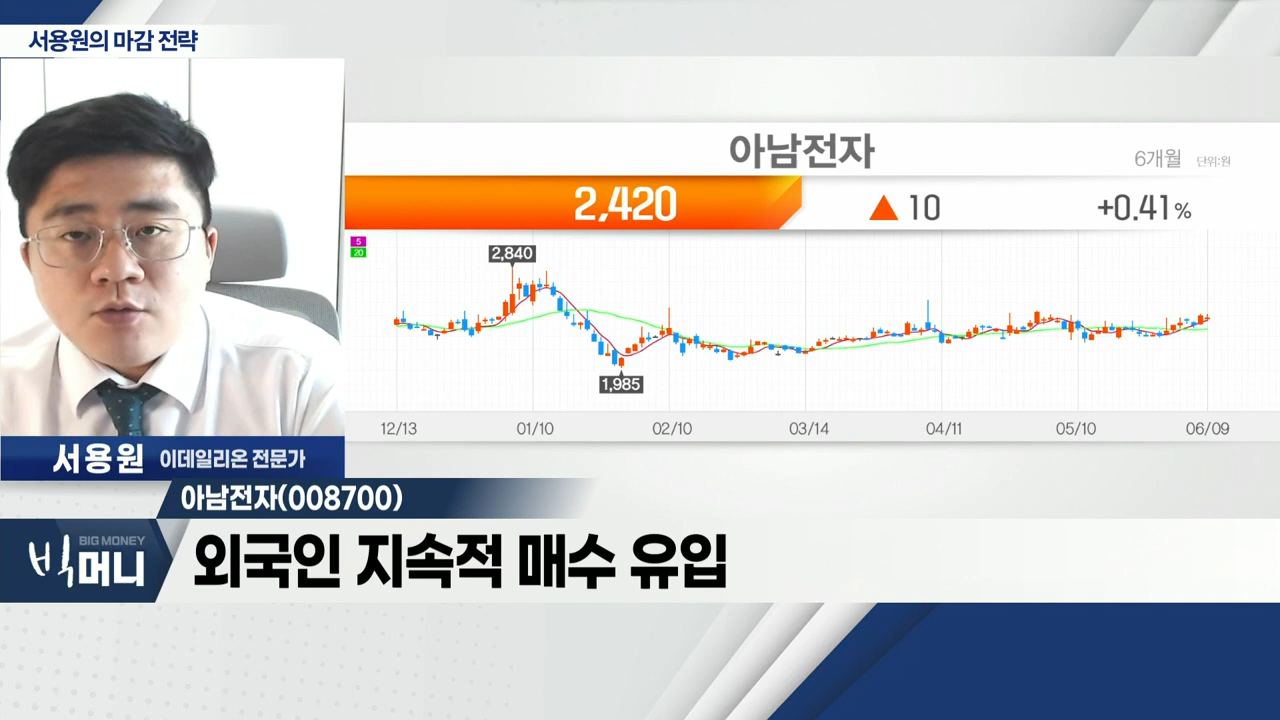 서용원의 마감 전략
아남전자
6개월 단위:원
2,420 ▲ 10 +0.41%
5
20
2,840
1,985
12/13 01/10 02/10 03/14 04/11 05/10 06/09
서용원 이데일리온 전문가
아남전자(008700)
BIG MONEY
빅머니
외국인 지속적 매수 유입